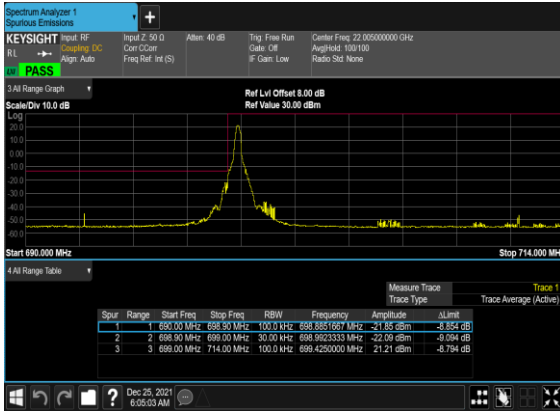 Spectrum Analyzer 1
Spurious Emissions
+
KEYSIGHT Input: RF Input Z: 50 Ω Atten: 40 dB Trig: Free Run Center Freq: 22.005000000 GHz
RL Coupling: DC Corr CCorr Gate: Off Avg|Hold: 100/100
Align: Auto Freq Ref: Int (S) IF Gain: Low Radio Std: None
PASS
3 All Range Graph
Ref Lvl Offset 8.00 dB
Scale/Div 10.0 dB Ref Value 30.00 dBm
Log
20.0
10.0
0.00
-10.0
-20.0
-30.0
-40.0
-50.0
-60.0
Start 690.000 MHz Stop 714.000 MH
4 All Range Table
Measure Trace Trace 1
Trace Type Trace Average (Active)
Spur Range Start Freq Stop Freq RBW Frequency Amplitude ΔLimit
1 1 690.00 MHz 698.90 MHz 100.0 kHz 698.8851667 MHz -21.85 dBm -8.854 dB
2 2 698.90 MHz 699.00 MHz 30.00 kHz 698.9923333 MHz -22.09 dBm -9.094 dB
3 3 699.00 MHz 714.00 MHz 100.0 kHz 699.4250000 MHz 21.21 dBm -8.794 dB
?
Dec 25, 2021
6:05:03 AM